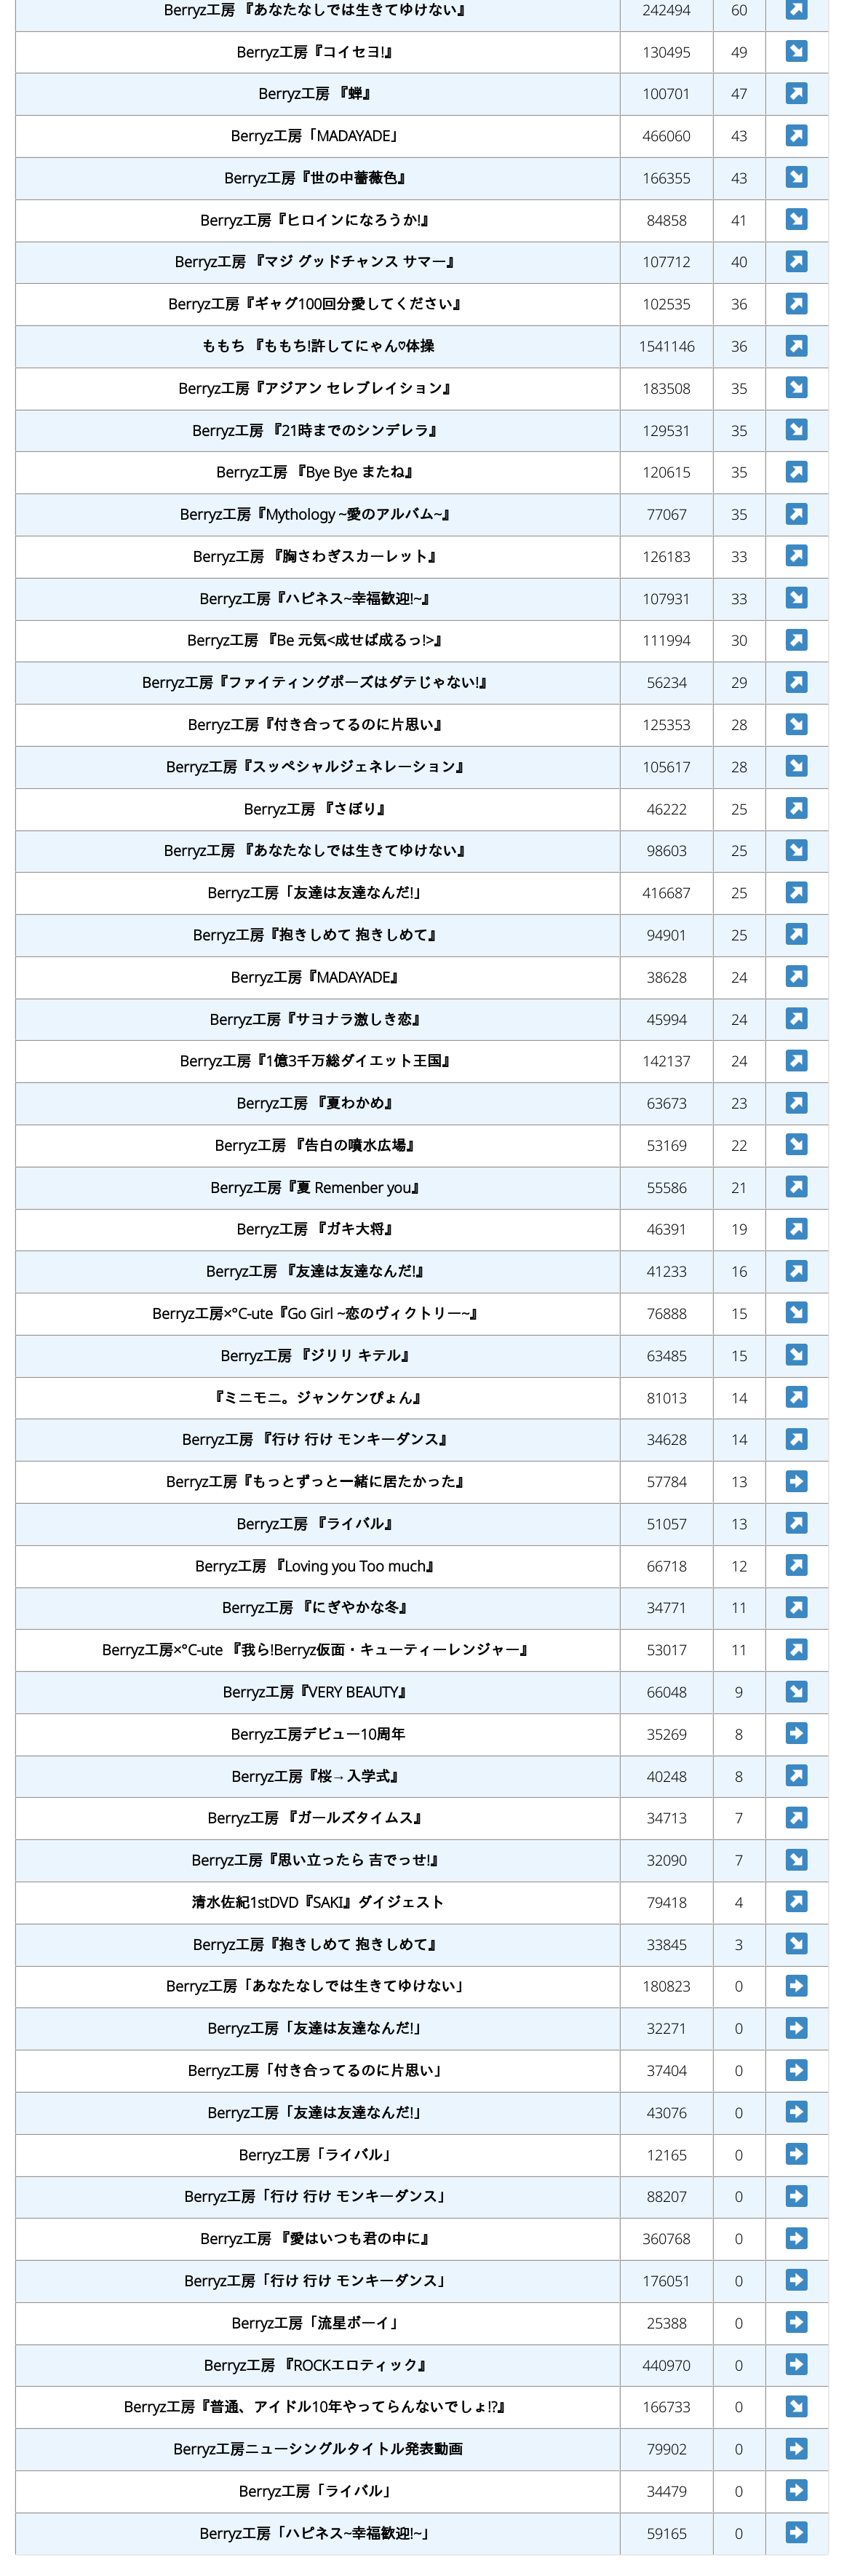 Berryz工房 『あなたなしでは生きてゆけない』 242494 60
Berryz工房『コイセヨ!』 130495 49
Berryz工房 『蝉』 100701 47
Berryz工房「MADAYADE」 466060 43
Berryz工房『世の中薔薇色』 166355 43
Berryz工房『ヒロインになろうか!』 84858 41
Berryz工房 『マジ グッドチャンス サマー』 107712 40
Berryz工房『ギャグ100回分愛してください』 102535 36
ももち 『ももち!許してにゃん♡体操 1541146 36
Berryz工房『アジアン セレブレイション』 183508 35
Berryz工房 『21時までのシンデレラ』 129531 35
Berryz工房 『Bye Bye またね』 120615 35
Berryz工房『Mythology ~愛のアルバム~』 77067 35
Berryz工房 『胸さわぎスカーレット』 126183 33
Berryz工房『ハピネス~幸福歓迎!~』 107931 33
Berryz工房 『Be 元気<成せば成るっ!>』 111994 30
Berryz工房『ファイティングポーズはダテじゃない!』 56234 29
Berryz工房『付き合ってるのに片思い』 125353 28
Berryz工房『スッペシャルジェネレーション』 105617 28
Berryz工房 『さぼり』 46222 25
Berryz工房 『あなたなしでは生きてゆけない』 98603 25
Berryz工房「友達は友達なんだ!」 416687 25
Berryz工房『抱きしめて 抱きしめて』 94901 25
Berryz工房『MADAYADE』 38628 24
Berryz工房『サヨナラ激しき恋』 45994 24
Berryz工房『1億3千万総ダイエット王国』 142137 24
Berryz工房 『夏わかめ』 63673 23
Berryz工房 『告白の噴水広場』 53169 22
Berryz工房『夏 Remenber you』 55586 21
Berryz工房 『ガキ大将』 46391 19
Berryz工房 『友達は友達なんだ!』 41233 16
Berryz工房×°C-ute『Go Girl ~恋のヴィクトリー~』 76888 15
Berryz工房 『ジリリ キテル』 63485 15
『ミニモニ。ジャンケンぴょん』 81013 14
Berryz工房 『行け 行け モンキーダンス』 34628 14
Berryz工房『もっとずっと一緒に居たかった』 57784 13
Berryz工房 『ライバル』 51057 13
Berryz工房 『Loving you Too much』 66718 12
Berryz工房 『にぎやかな冬』 34771 11
Berryz工房×°C-ute 『我ら!Berryz仮面・キューティーレンジャー』 53017 11
Berryz工房『VERY BEAUTY』 66048 9
Berryz工房デビュー10周年 35269 8
Berryz工房『桜→入学式』 40248 8
Berryz工房 『ガールズタイムス』 34713 7
Berryz工房『思い立ったら 吉でっせ!』 32090 7
清水佐紀1stDVD『SAKI』ダイジェスト 79418 4
Berryz工房『抱きしめて 抱きしめて』 33845 3
Berryz工房「あなたなしでは生きてゆけない」 180823 0
Berryz工房「友達は友達なんだ!」 32271 0
Berryz工房「付き合ってるのに片思い」 37404 0
Berryz工房「友達は友達なんだ!」 43076 0
Berryz工房「ライバル」 12165 0
Berryz工房「行け 行け モンキーダンス」 88207 0
Berryz工房 『愛はいつも君の中に』 360768 0
Berryz工房「行け 行け モンキーダンス」 176051 0
Berryz工房「流星ボーイ」 25388 0
Berryz工房 『ROCKエロティック』 440970 0
Berryz工房『普通、アイドル10年やってらんないでしょ!?』 166733 0
Berryz工房ニューシングルタイトル発表動画 79902 0
Berryz工房「ライバル」 34479 0
Berryz工房「ハピネス~幸福歓迎!~」 59165 0